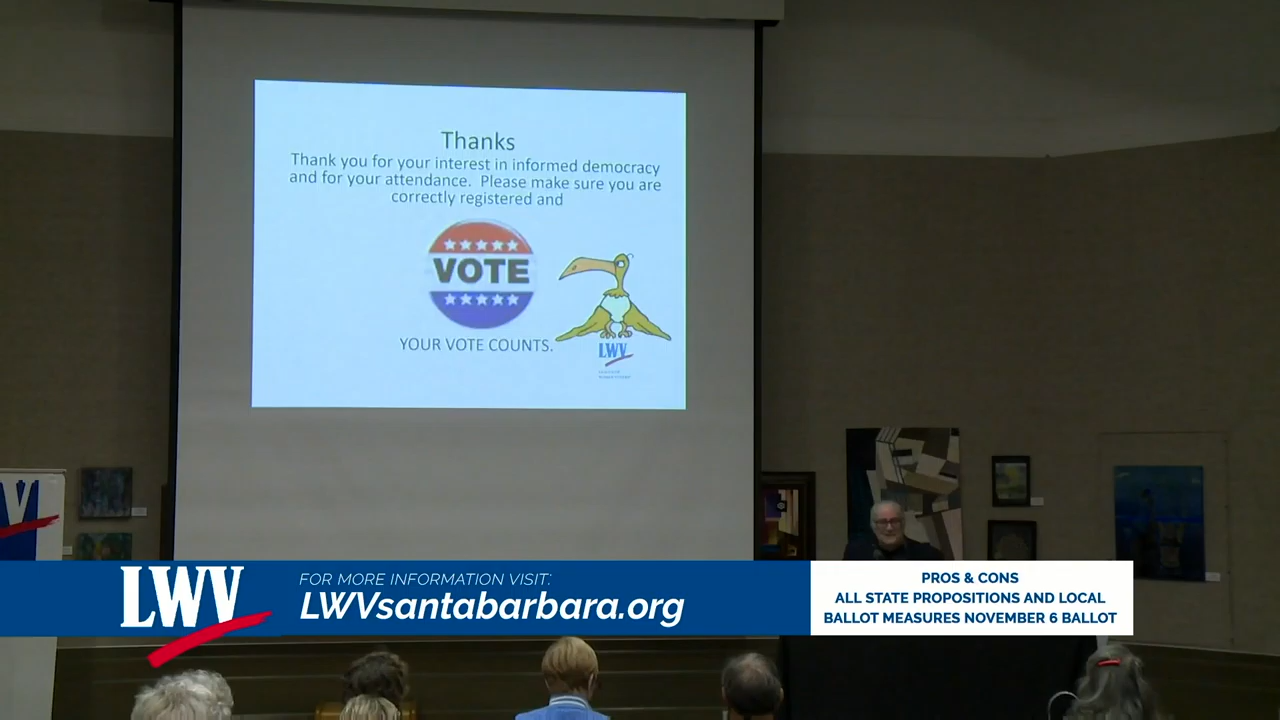 Thanks
Thank you for your interest in informed democracy
and for your attendance.  Please make sure you are
correctly registered and
VOTE
YOUR VOTE COUNTS.
LWV
V
LWV
FOR MORE INFORMATION VISIT:
LWVsantabarbara.org
PROS & CONS
ALL STATE PROPOSITIONS AND LOCAL
BALLOT MEASURES NOVEMBER 6 BALLOT